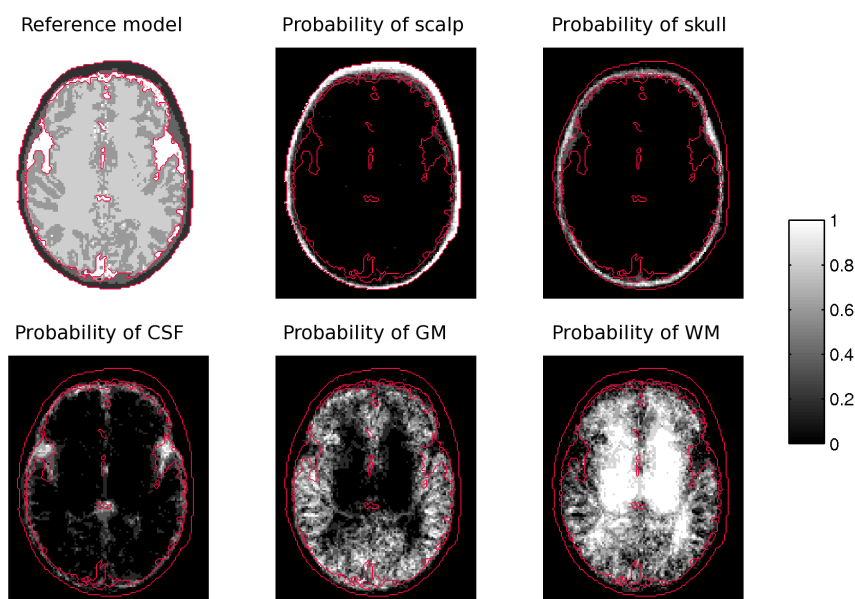 Reference model
Probability of scalp
Probability of skull
1
0.8
0.6
0.4
0.2
0
Probability of CSF
Probability of GM
Probability of WM